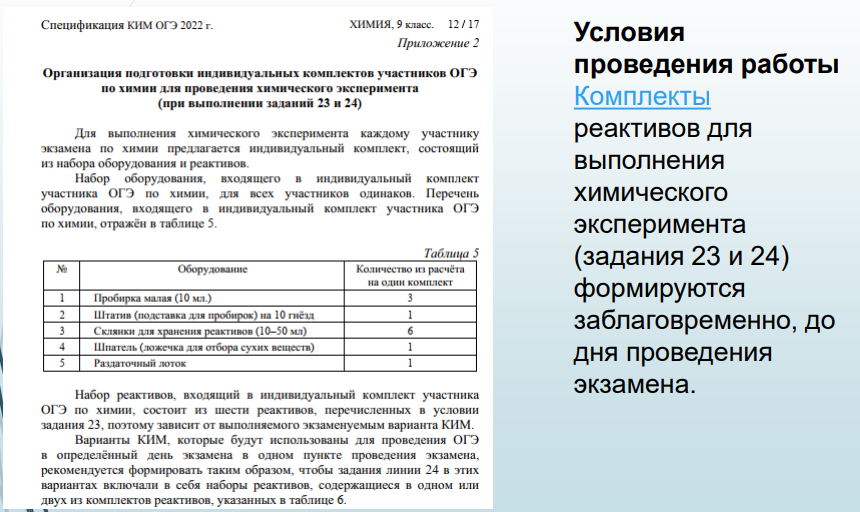 Спецификация КИМ ОГЭ 2022 г.
ХИМИЯ, 9 класс. 12 / 17
Приложение 2
Организация подготовки индивидуальных комплектов участников ОГЭ
по химии для проведения химического эксперимента
(при выполнении заданий 23 и 24)
Для выполнения химического эксперимента каждому участнику
экзамена по химии предлагается индивидуальный комплект, состоящий
из набора оборудования и реактивов.
Набор оборудования, входящего в индивидуальный комплект
участника ОГЭ по химии, для всех участников одинаков. Перечень
оборудования, входящего в индивидуальный комплект участника ОГЭ
по химии, отражён в таблице 5.
Таблица 5
№ Оборудование Количество из расчёта
на один комплект
1 Пробирка малая (10 мл.) 3
2 Штатив (подставка для пробирок) на 10 гнёзд 1
3 Склянки для хранения реактивов (10–50 мл) 6
4 Шпатель (ложечка для отбора сухих веществ) 1
5 Раздаточный лоток 1
Набор реактивов, входящий в индивидуальный комплект участника
ОГЭ по химии, состоит из шести реактивов, перечисленных в условии
задания 23, поэтому зависит от выполняемого экзаменуемым варианта КИМ.
Варианты КИМ, которые будут использованы для проведения ОГЭ
в определённый день экзамена в одном пункте проведения экзамена,
рекомендуется формировать таким образом, чтобы задания линии 24 в этих
вариантах включали в себя наборы реактивов, содержащиеся в одном или
двух из комплектов реактивов, указанных в таблице 6.
Условия
проведения работы
Комплекты
реактивов для
выполнения
химического
эксперимента
(задания 23 и 24)
формируются
заблаговременно, до
дня проведения
экзамена.